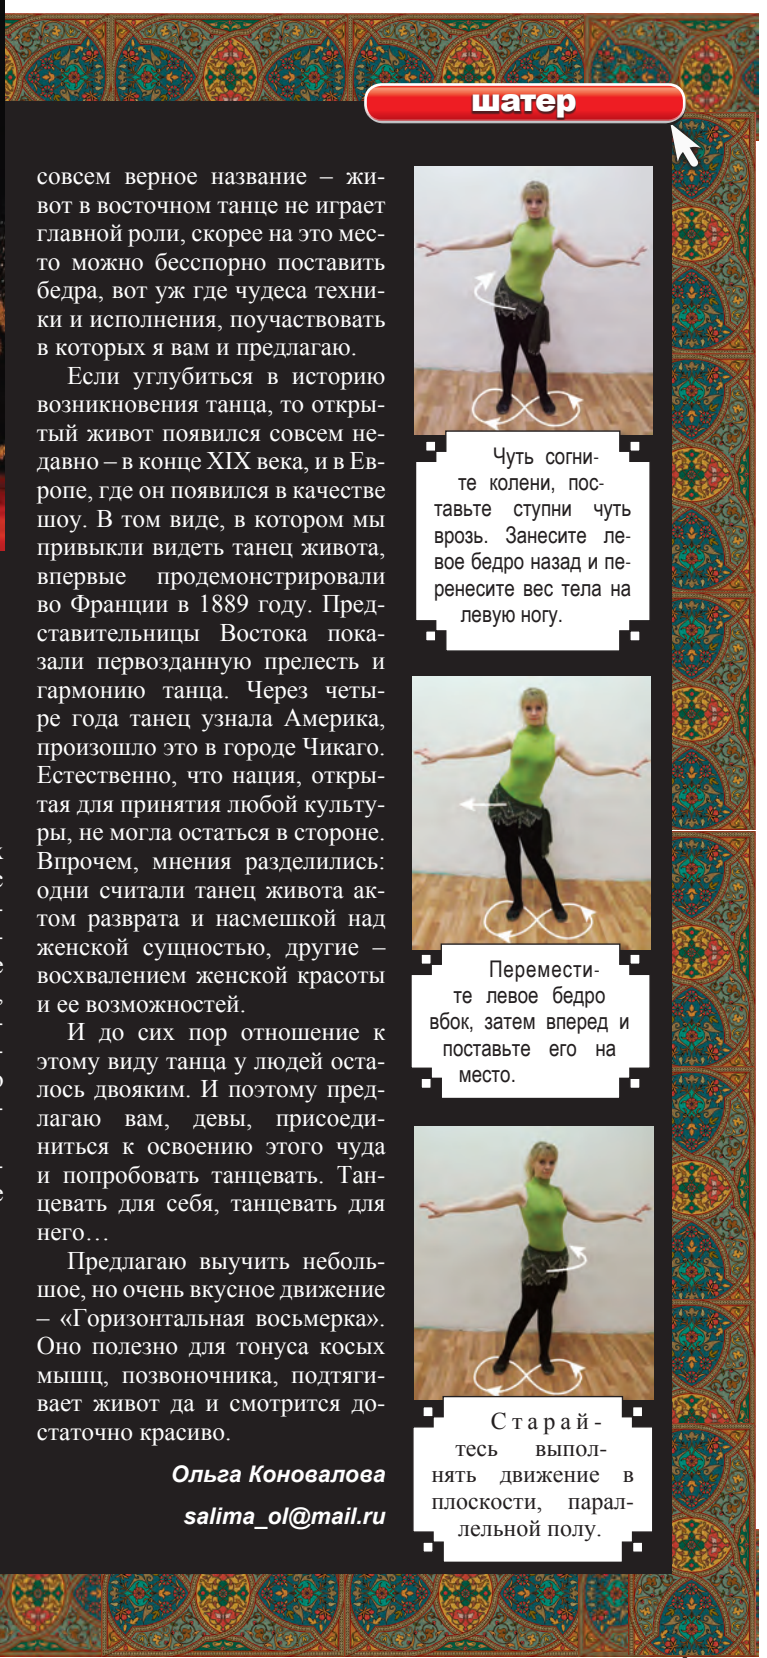 шатер
совсем верное название – жи-
вот в восточном танце не играет
главной роли, скорее на это мес-
то можно бесспорно поставить
бедра, вот уж где чудеса техни-
ки и исполнения, поучаствовать
в которых я вам и предлагаю.
Если углубиться в историю
возникновения танца, то откры-
тый живот появился совсем не-
давно – в конце XIX века, и в Ев-
ропе, где он появился в качестве
шоу. В том виде, в котором мы
привыкли видеть танец живота,
впервые продемонстрировали
во Франции в 1889 году. Пред-
ставительницы Востока пока-
зали первозданную прелесть и
гармонию танца. Через четы-
ре года танец узнала Америка,
произошло это в городе Чикаго.
Естественно, что нация, откры-
тая для принятия любой культу-
ры, не могла остаться в стороне.
Впрочем, мнения разделились:
одни считали танец живота ак-
том разврата и насмешкой над
женской сущностью, другие –
восхвалением женской красоты
и ее возможностей.
И до сих пор отношение к
этому виду танца у людей оста-
лось двояким. И поэтому пред-
лагаю вам, девы, присоеди-
ниться к освоению этого чуда
и попробовать танцевать. Тан-
цевать для себя, танцевать для
него…
Предлагаю выучить неболь-
шое, но очень вкусное движение
– «Горизонтальная восьмерка».
Оно полезно для тонуса косых
мышц, позвоночника, подтяги-
вает живот да и смотрится до-
статочно красиво.
Ольга Коновалова
salima_ol@mail.ru
Чуть согни-
те колени, пос-
тавьте ступни чуть
врозь. Занесите ле-
вое бедро назад и пе-
ренесите вес тела на
левую ногу.
Перемести-
те левое бедро
вбок, затем вперед и
поставьте его на
место.
Старай-
тесь выпол-
нять движение в
плоскости, парал-
лельной полу.